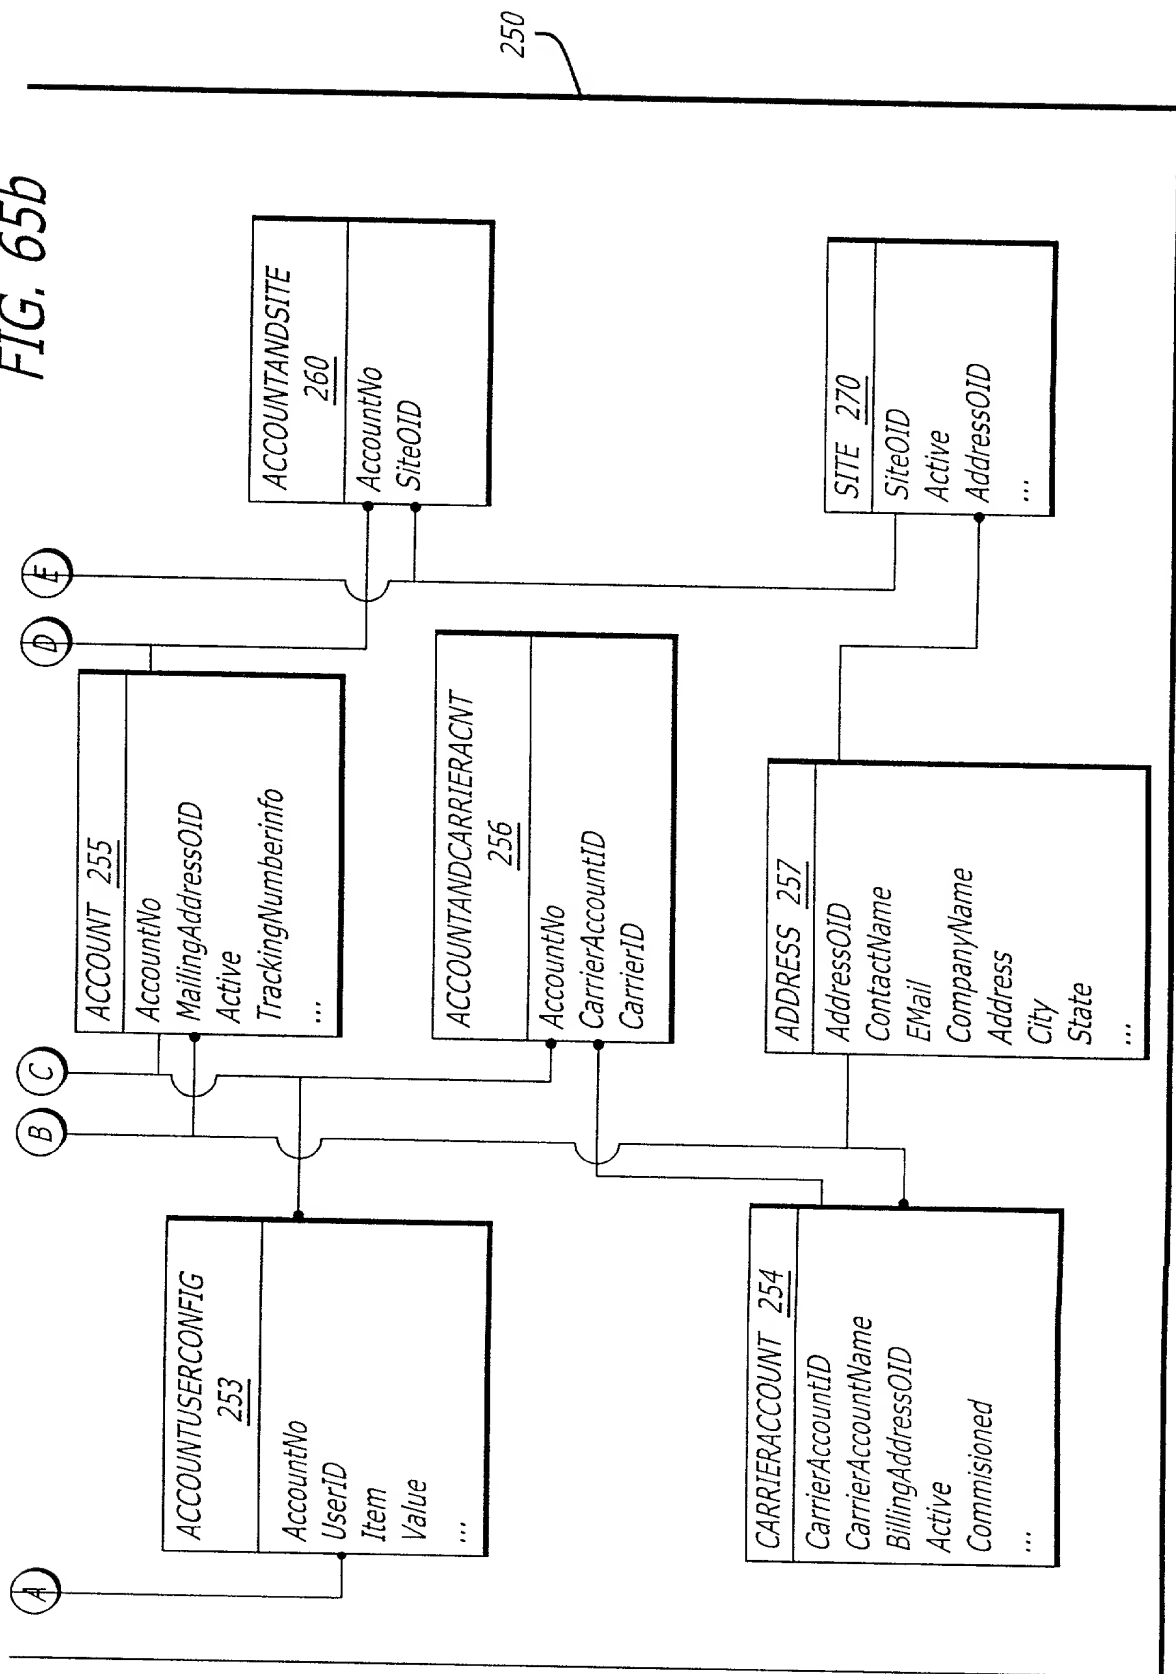 FIG. 65b
250
A
B
C
D
E
ACCOUNTUSERCONFIG
253
AccountNo
UserID
Item
Value
...
ACCOUNT 255
AccountNo
MailingAddressOID
Active
TrackingNumberinfo
...
ACCOUNTANDSITE
260
AccountNo
SiteOID
ACCOUNTANDCARRIERACNT
256
AccountNo
CarrierAccountID
CarrierID
CARRIERACCOUNT 254
CarrierAccountID
CarrierAccountName
BillingAddressOID
Active
Commisioned
...
ADDRESS 257
AddressOID
ContactName
EMail
CompanyName
Address
City
State
...
SITE 270
SiteOID
Active
AddressOID
...